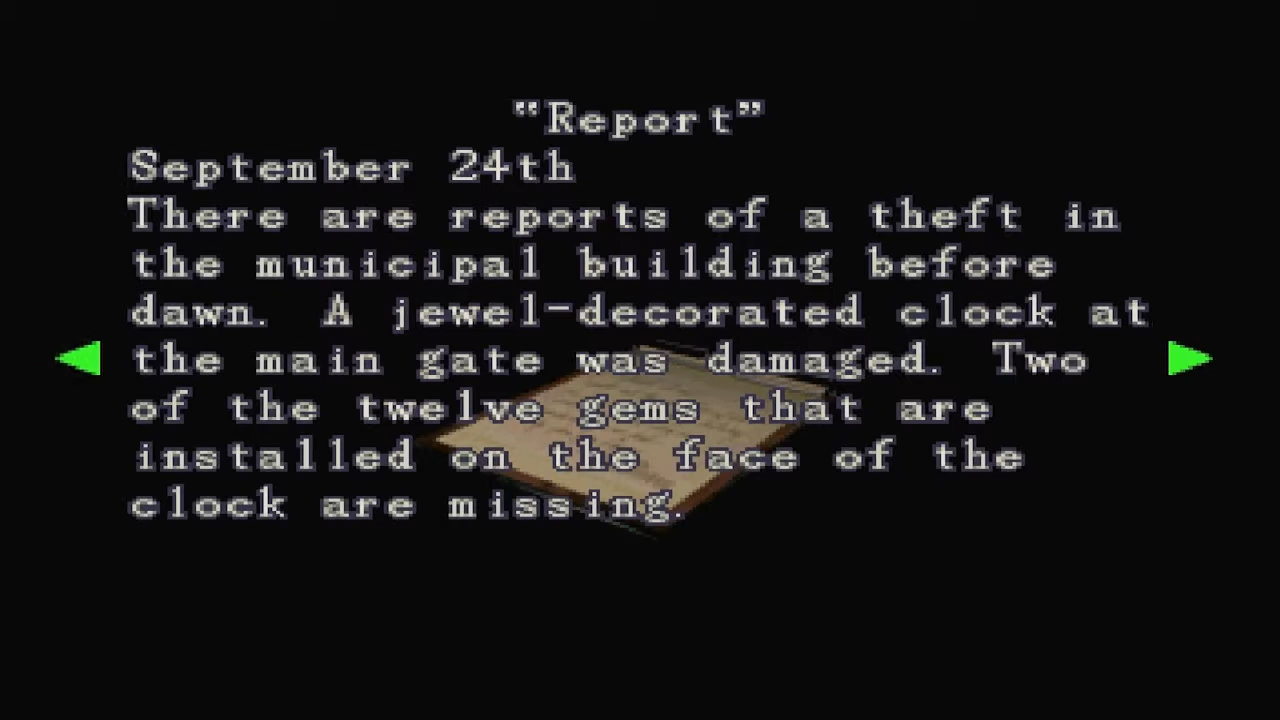 “Report”
September 24th
There are reports of a theft in
the municipal building before
dawn.  A jewel-decorated clock at
the main gate was damaged.  Two
of the twelve gems that are
installed on the face of the
clock are missing.